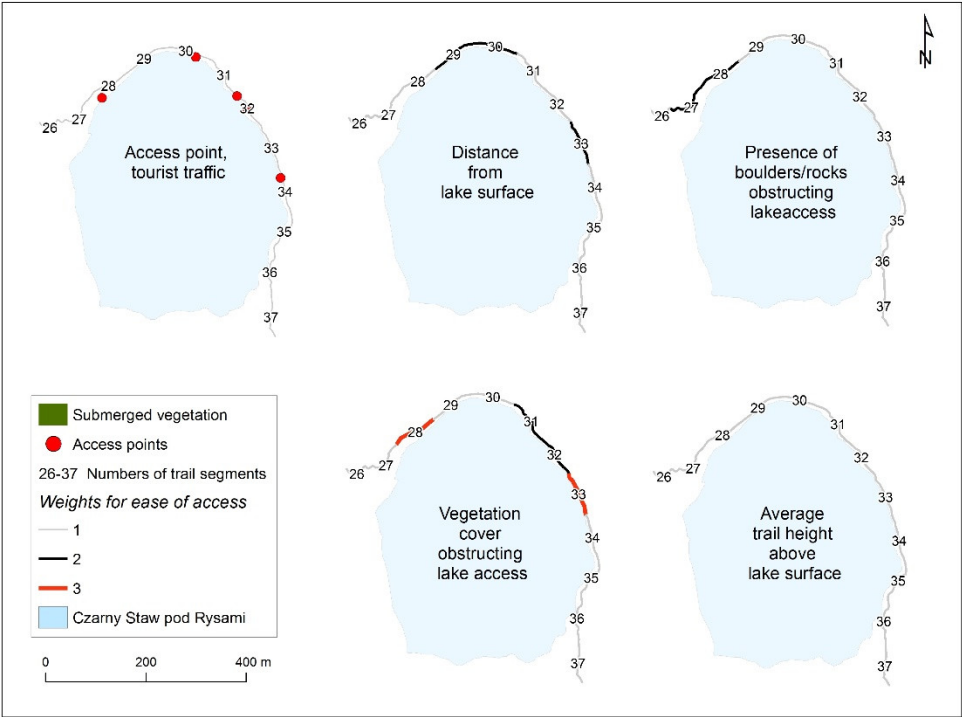 N
26
27
28
29
30
31
32
33
34
35
36
37
Access point,
tourist traffic
26
27
28
29
30
31
32
33
34
35
36
37
Distance
from
lake surface
26
27
28
29
30
31
32
33
34
35
36
37
Presence of
boulders/rocks
obstructing
lakeaccess
Submerged vegetation
Access points
26-37 Numbers of trail segments
Weights for ease of access
1
2
3
Czarny Staw pod Rysami
0 200 400 m
26
27
28
29
30
31
32
33
34
35
36
37
Vegetation
cover
obstructing
lake access
26
27
28
29
30
31
32
33
34
35
36
37
Average
trail height
above
lake surface